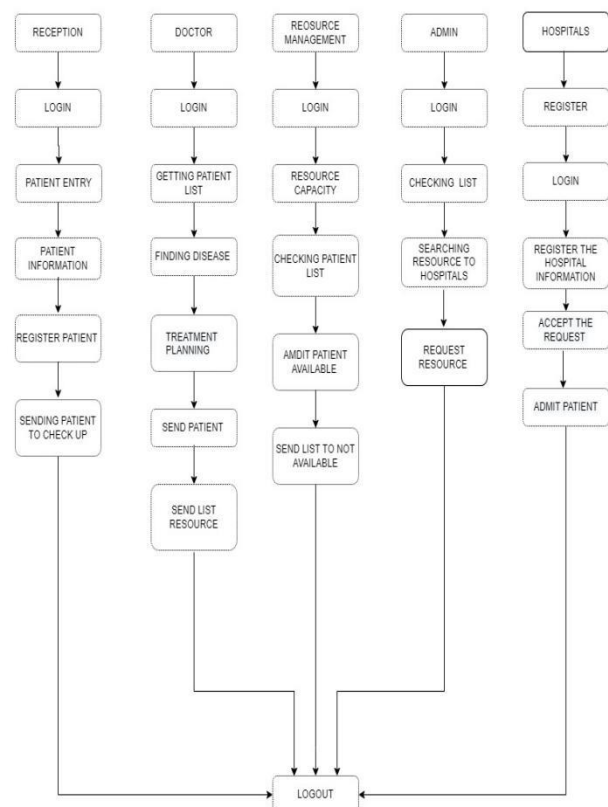 RECEPTION
LOGIN
PATIENT ENTRY
PATIENT
INFORMATION
REGISTER PATIENT
SENDING PATIENT
TO CHECK UP
DOCTOR
LOGIN
GETTING PATIENT
LIST
FINDING DISEASE
TREATMENT
PLANNING
SEND PATIENT
SEND LIST
RESOURCE
REOSURCE
MANAGEMENT
LOGIN
RESOURCE
CAPACITY
CHECKING PATIENT
LIST
AMDIT PATIENT
AVAILABLE
SEND LIST TO NOT
AVAILABLE
ADMIN
LOGIN
CHECKING LIST
SEARCHING
RESOURCE TO
HOSPITALS
REQUEST
RESOURCE
HOSPITALS
REGISTER
LOGIN
REGISTER THE
HOSPITAL
INFORMATION
ACCEPT THE
REQUEST
ADMIT PATIENT
LOGOUT